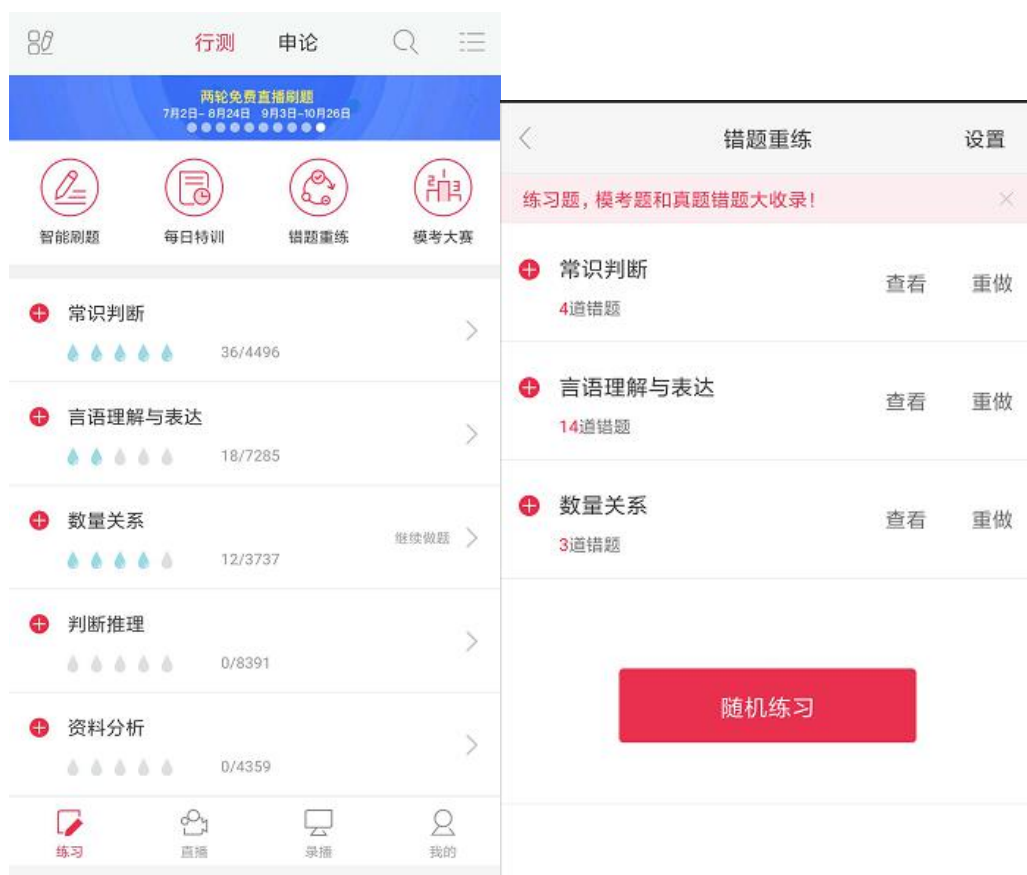 行测 申论
两轮免费直播刷题
7月2日-8月24日 9月3日-10月26日
智能刷题 每日特训 错题重练 模考大赛
常识判断
36/4496
言语理解与表达
18/7285
数量关系
继续做题
12/3737
判断推理
0/8391
资料分析
0/4359
练习 直播 录播 我的
错题重练 设置
练习题,模考题和真题错题大收录!
常识判断
查看 重做
4道错题
言语理解与表达
查看 重做
14道错题
数量关系
查看 重做
3道错题
随机练习